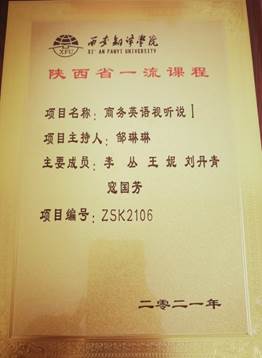 西安翻译学院
XI' AN FANYI UNIVERSITY
XFU
陕西省一流课程
项目名称：商务英语视听说 I
项目主持人：邹琳琳
主要成员：李 丛 王 妮 刘丹青
寇国芳
项目编号：ZSK2106
二零二一年